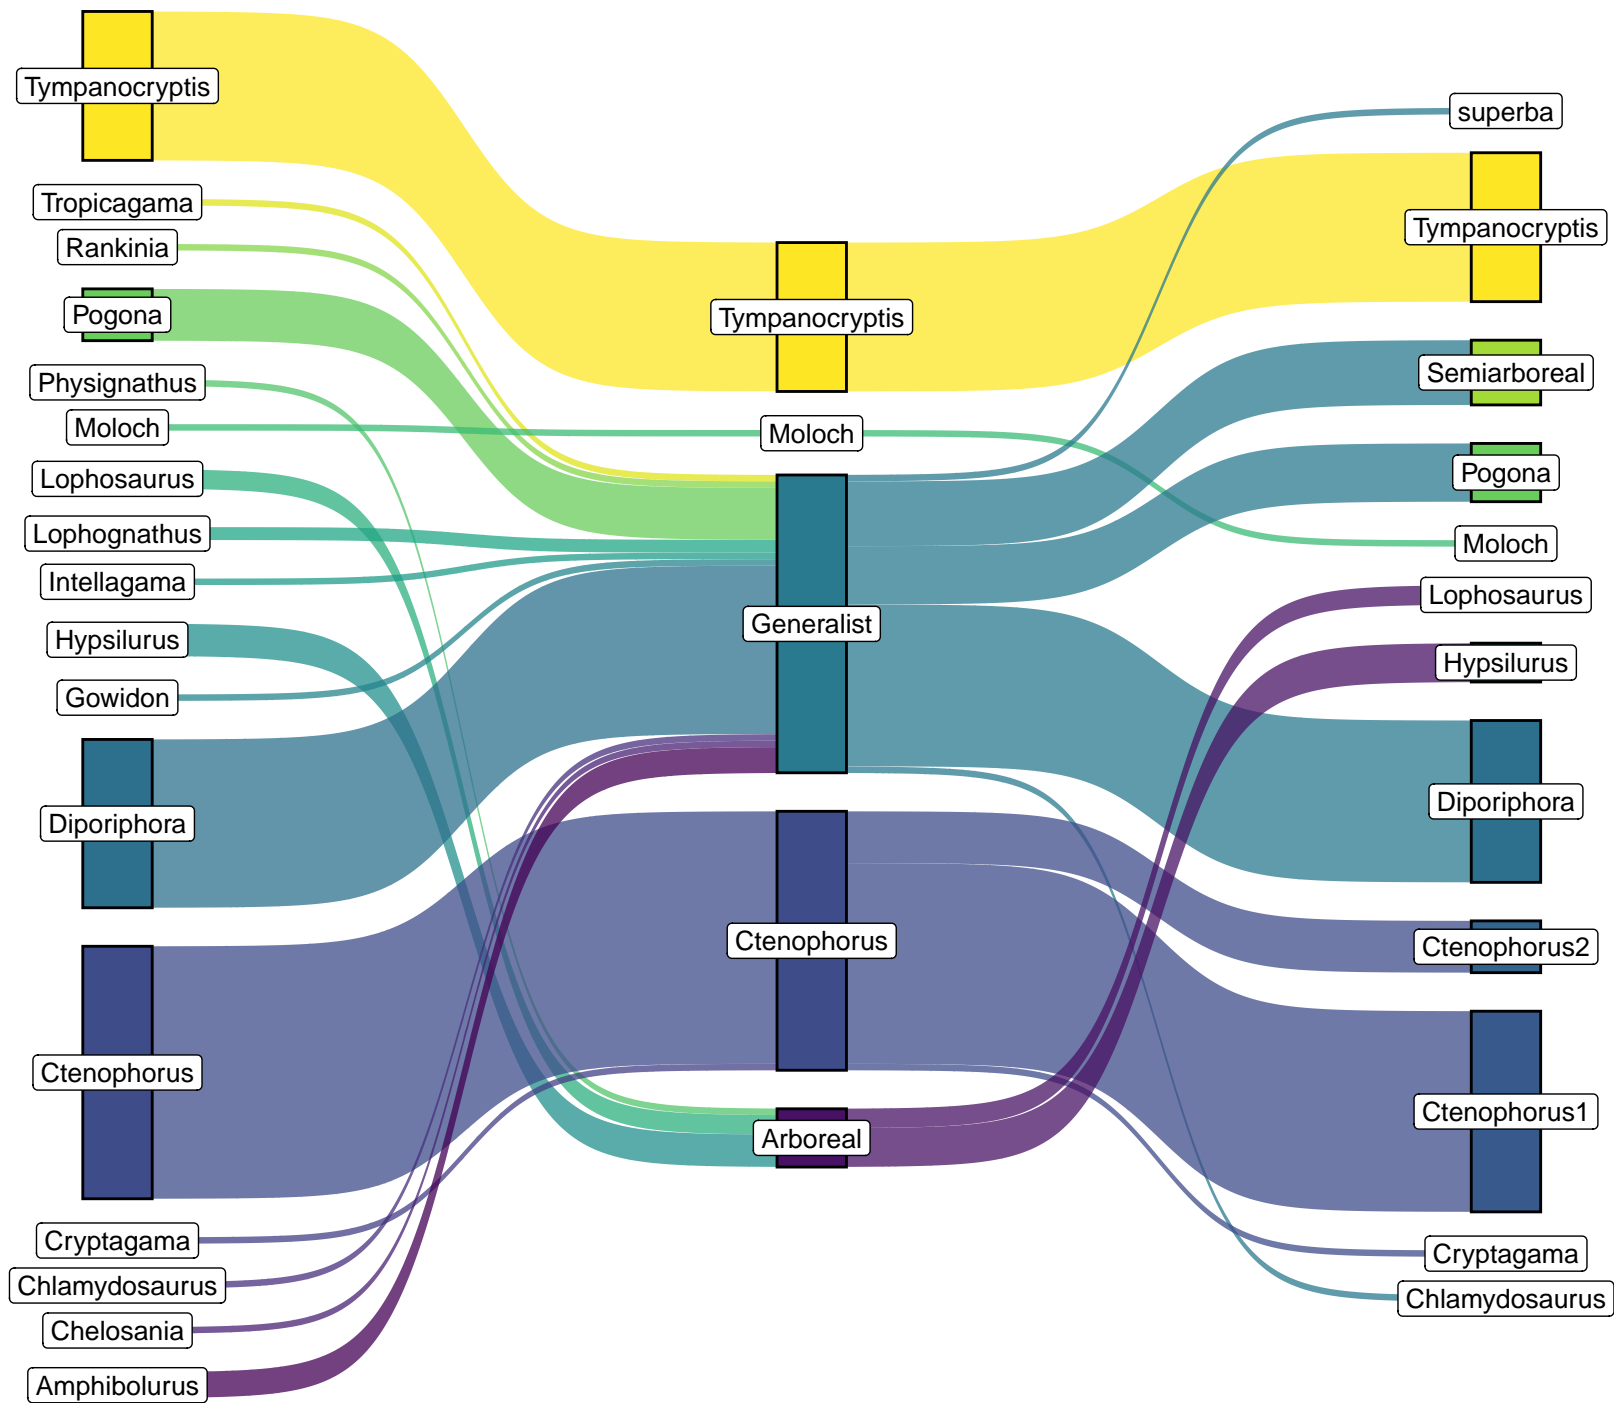 Tympanocryptis
Tropicagama
Rankinia
Pogona
Physignathus
Moloch
Lophosaurus
Lophognathus
Intellagama
Hypsilurus
Gowidon
Diporiphora
Ctenophorus
Cryptagama
Chlamydosaurus
Chelosania
Amphibolurus
Tympanocryptis
Moloch
Generalist
Ctenophorus
Arboreal
superba
Tympanocryptis
Semiarboreal
Pogona
Moloch
Lophosaurus
Hypsilurus
Diporiphora
Ctenophorus2
Ctenophorus1
Cryptagama
Chlamydosaurus